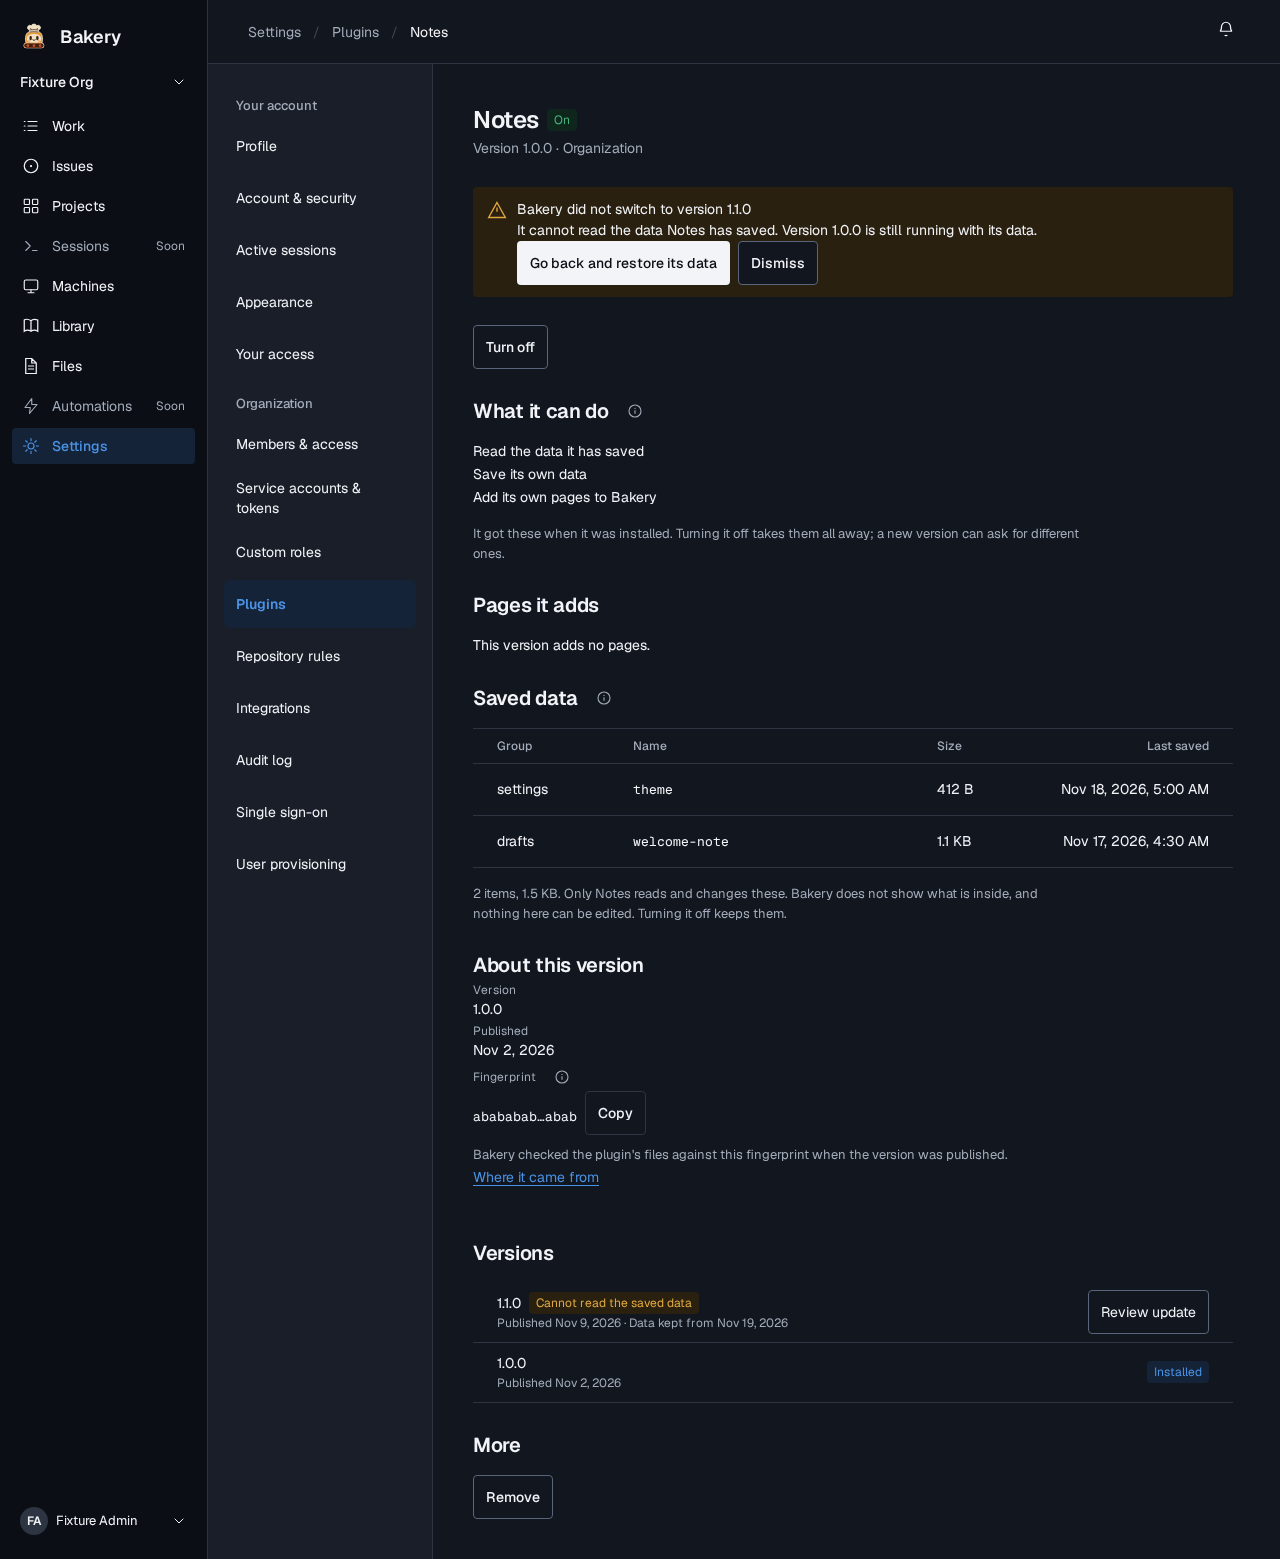 Bakery
Fixture Org
Work
Issues
Projects
Sessions Soon
Machines
Library
Files
Automations Soon
Settings
FA Fixture Admin
Settings / Plugins / Notes
Your account
Profile
Account & security
Active sessions
Appearance
Your access
Organization
Members & access
Service accounts &
tokens
Custom roles
Plugins
Repository rules
Integrations
Audit log
Single sign-on
User provisioning
Notes On
Version 1.0.0 · Organization
Bakery did not switch to version 1.1.0
It cannot read the data Notes has saved. Version 1.0.0 is still running with its data.
Go back and restore its data Dismiss
Turn off
What it can do
Read the data it has saved
Save its own data
Add its own pages to Bakery
It got these when it was installed. Turning it off takes them all away; a new version can ask for different
ones.
Pages it adds
This version adds no pages.
Saved data
Group Name Size Last saved
settings theme 412 B Nov 18, 2026, 5:00 AM
drafts welcome-note 1.1 KB Nov 17, 2026, 4:30 AM
2 items, 1.5 KB. Only Notes reads and changes these. Bakery does not show what is inside, and
nothing here can be edited. Turning it off keeps them.
About this version
Version
1.0.0
Published
Nov 2, 2026
Fingerprint
abababab…abab Copy
Bakery checked the plugin's files against this fingerprint when the version was published.
Where it came from
Versions
1.1.0 Cannot read the saved data
Published Nov 9, 2026 · Data kept from Nov 19, 2026
Review update
1.0.0
Published Nov 2, 2026
Installed
More
Remove